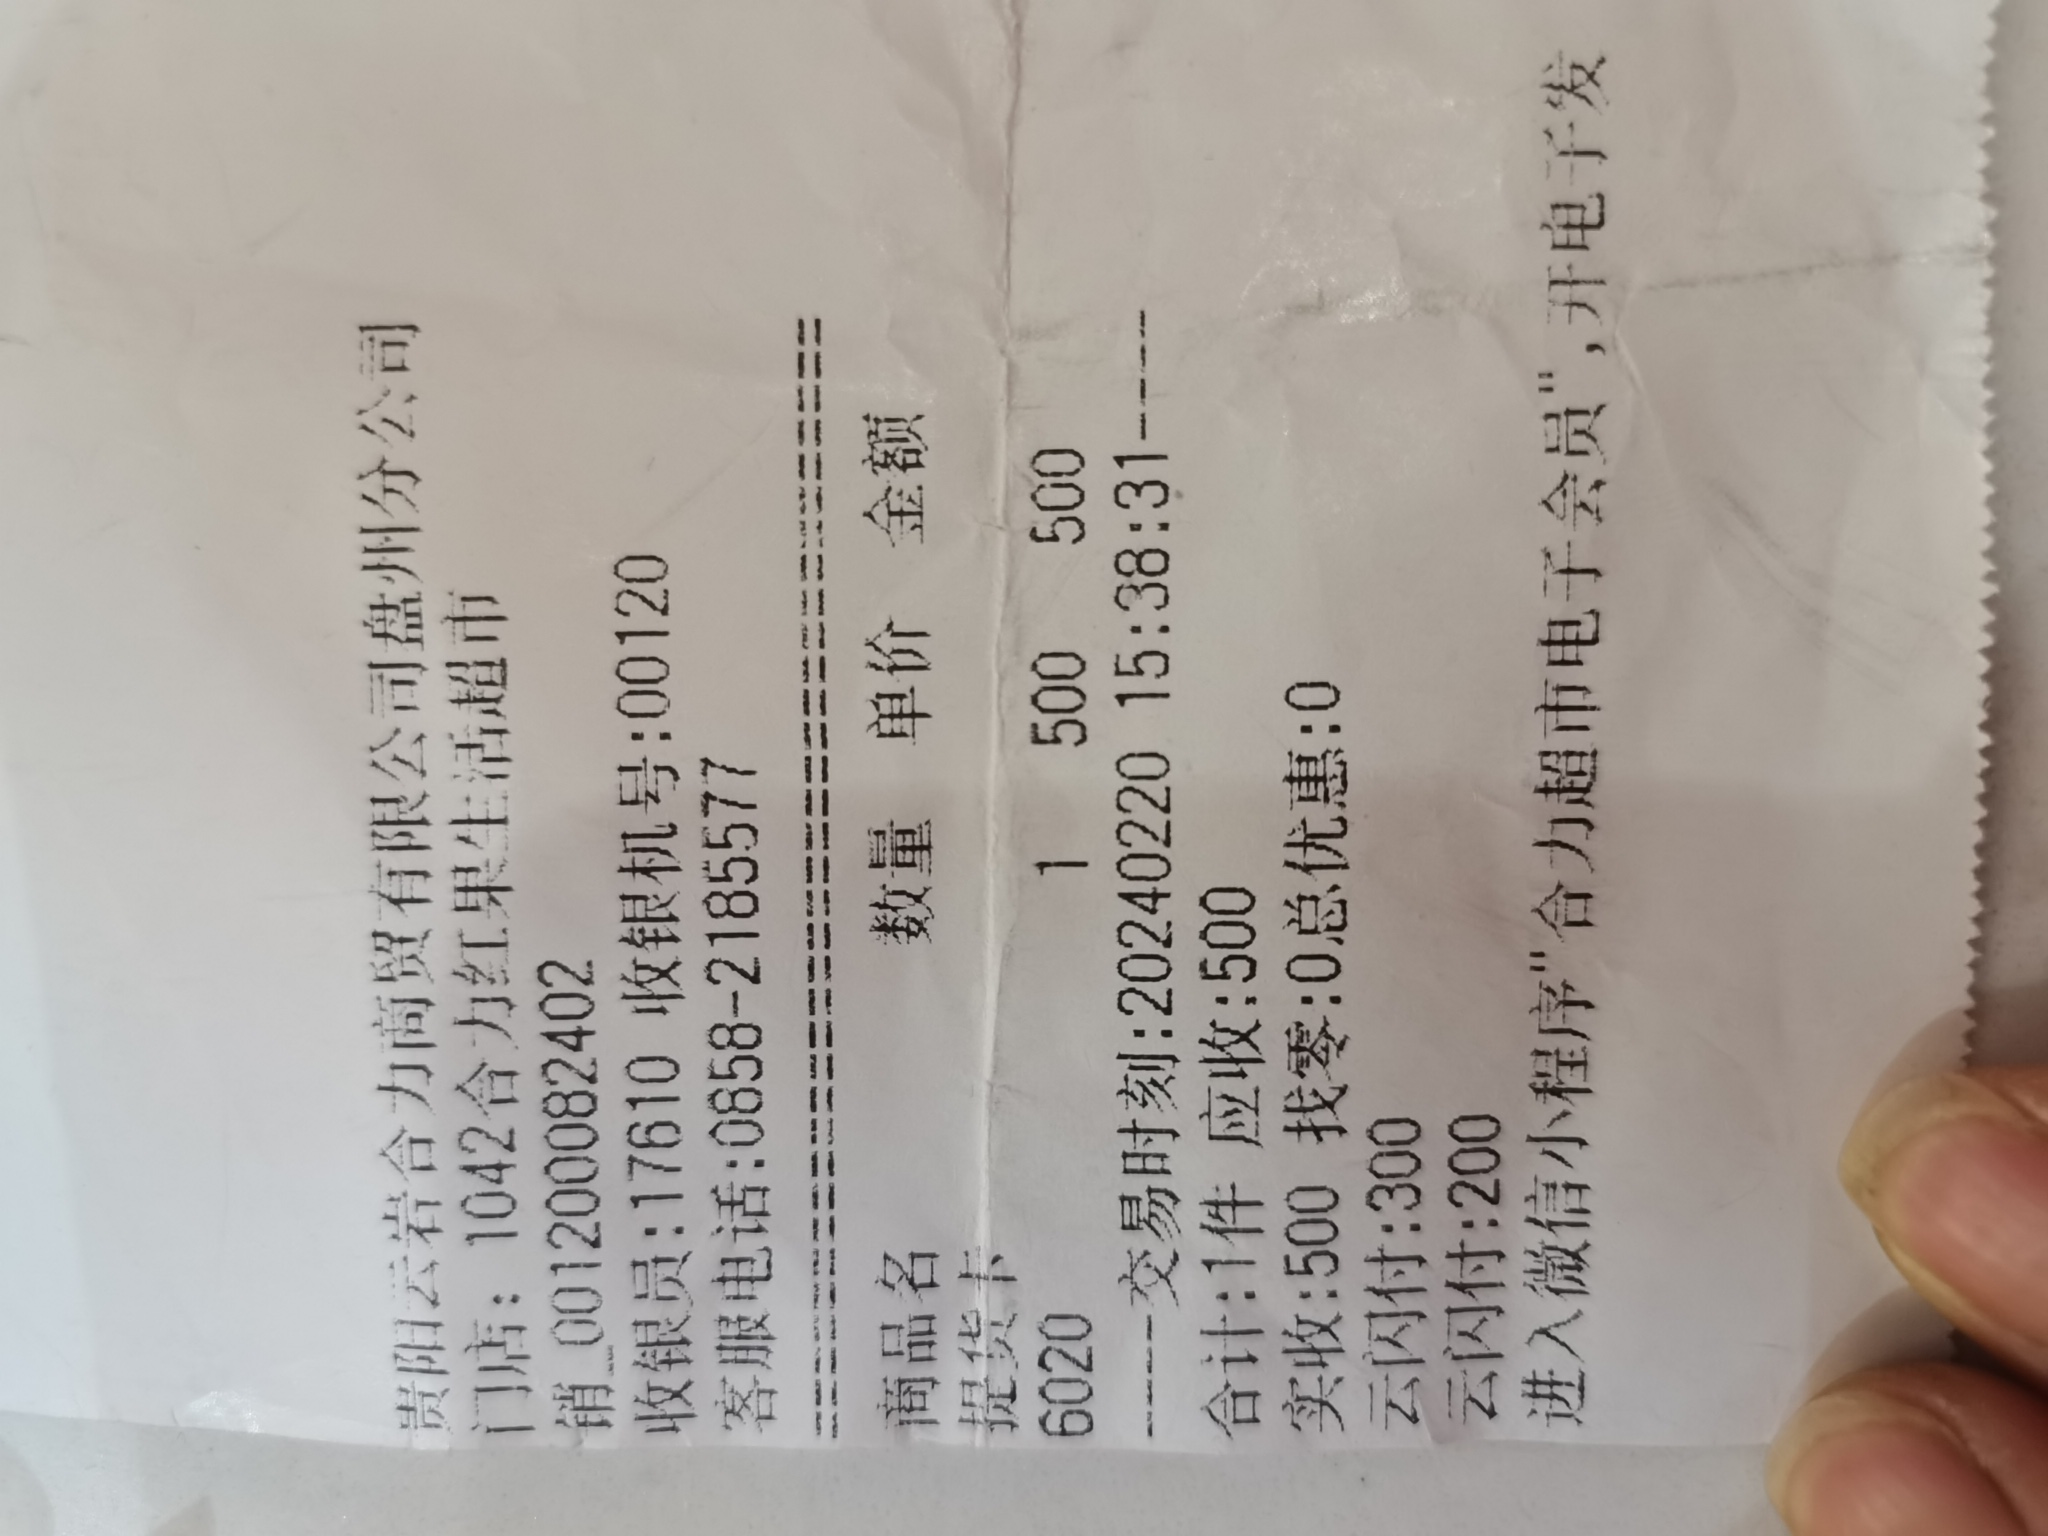 贵阳云岩合力商贸有限公司盘州分公司
门店: 1042合力红果生活超市
销_00120082402
收银员:17610 收银机号:00120
客服电话:0858-2185577
商品名 数量 单价 金额
提货卡
6020 1 500 500
-----交易时刻:20240220 15:38:31-----
合计:1件 应收:500
实收:500 找零:0总优惠:0
云闪付:300
云闪付:200
进入微信小程序"合力超市电子会员",开电子发